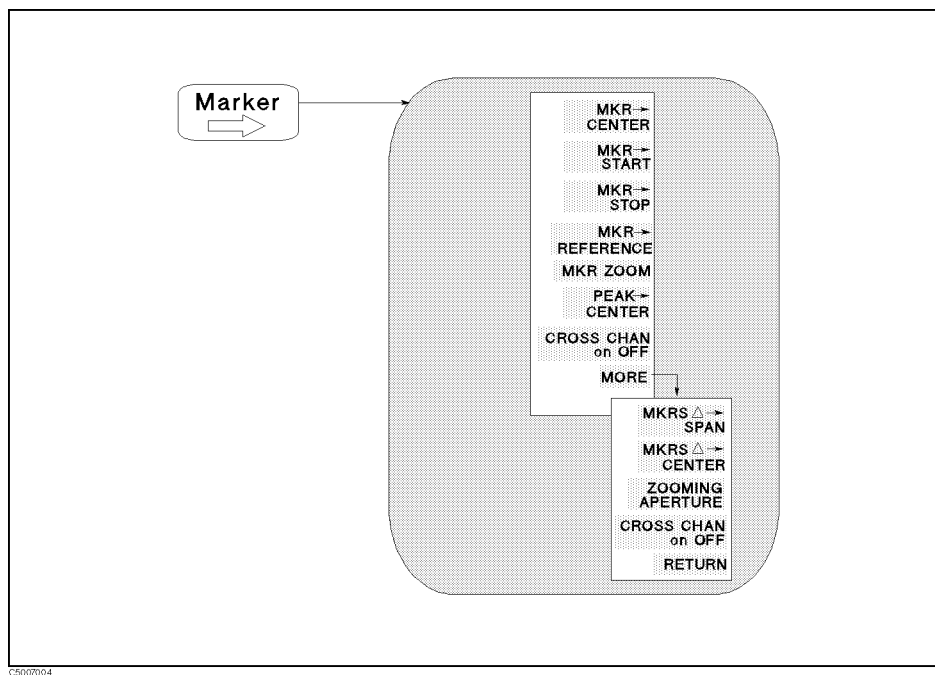 Marker
MKR→
CENTER
MKR→
START
MKR→
STOP
MKR→
REFERENCE
MKR ZOOM
PEAK→
CENTER
CROSS CHAN
on OFF
MORE
MKRS △→
SPAN
MKRS △→
CENTER
ZOOMING
APERTURE
CROSS CHAN
on OFF
RETURN
C5007004